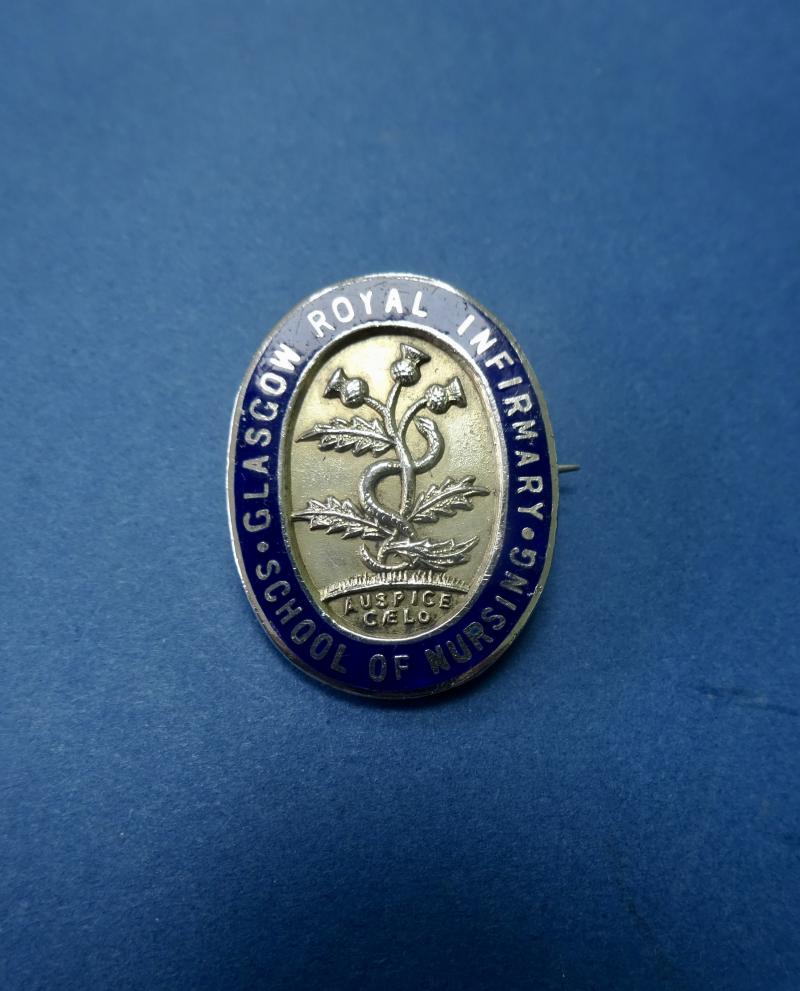 GLASGOW ROYAL INFIRMARY
SCHOOL OF NURSING
AUSPICE
CÆLO